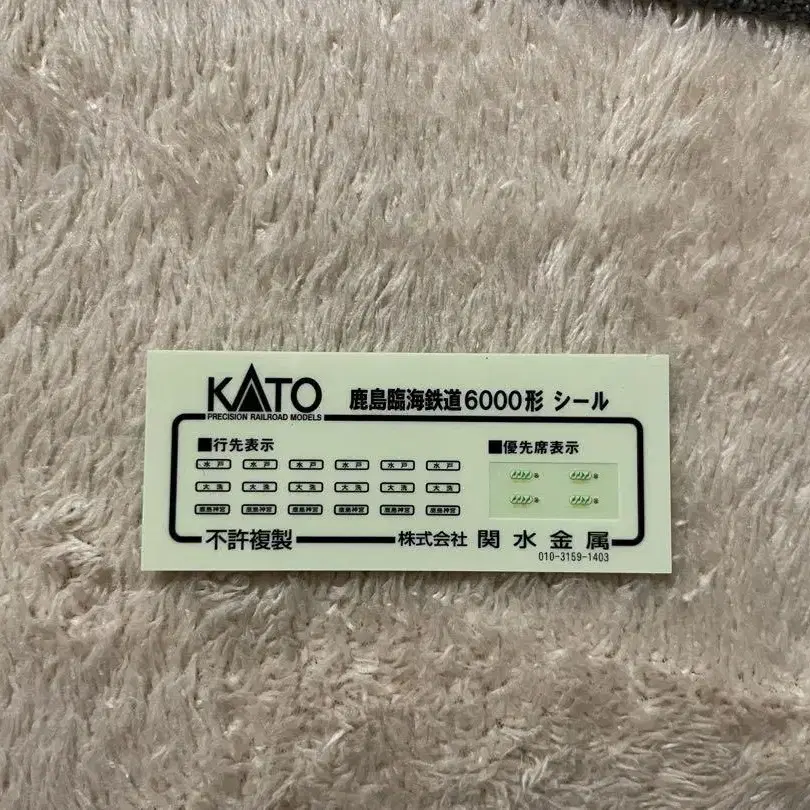 KATO 鹿島臨海鉄道6000形 シール
PRECISION RAILROAD MODELS
■行先表示 ■優先席表示
水戸 水戸 水戸 水戸 水戸 水戸
大洗 大洗 大洗 大洗 大洗 大洗
鹿島神宮 鹿島神宮 鹿島神宮 鹿島神宮 鹿島神宮 鹿島神宮
不許複製 株式会社 関水金属
010-3159-1403